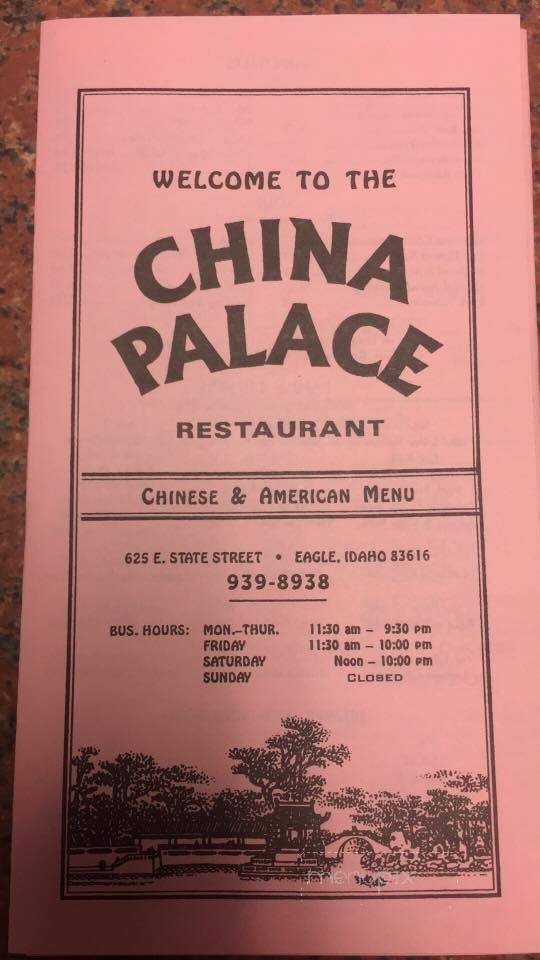 WELCOME TO THE
CHINA
PALACE
RESTAURANT
CHINESE & AMERICAN MENU
625 E. STATE STREET • EAGLE, IDAHO 83616
939-8938
BUS. HOURS: MON.–THUR. 11:30 am – 9:30 pm
FRIDAY 11:30 am – 10:00 pm
SATURDAY Noon – 10:00 pm
SUNDAY CLOSED
menupix